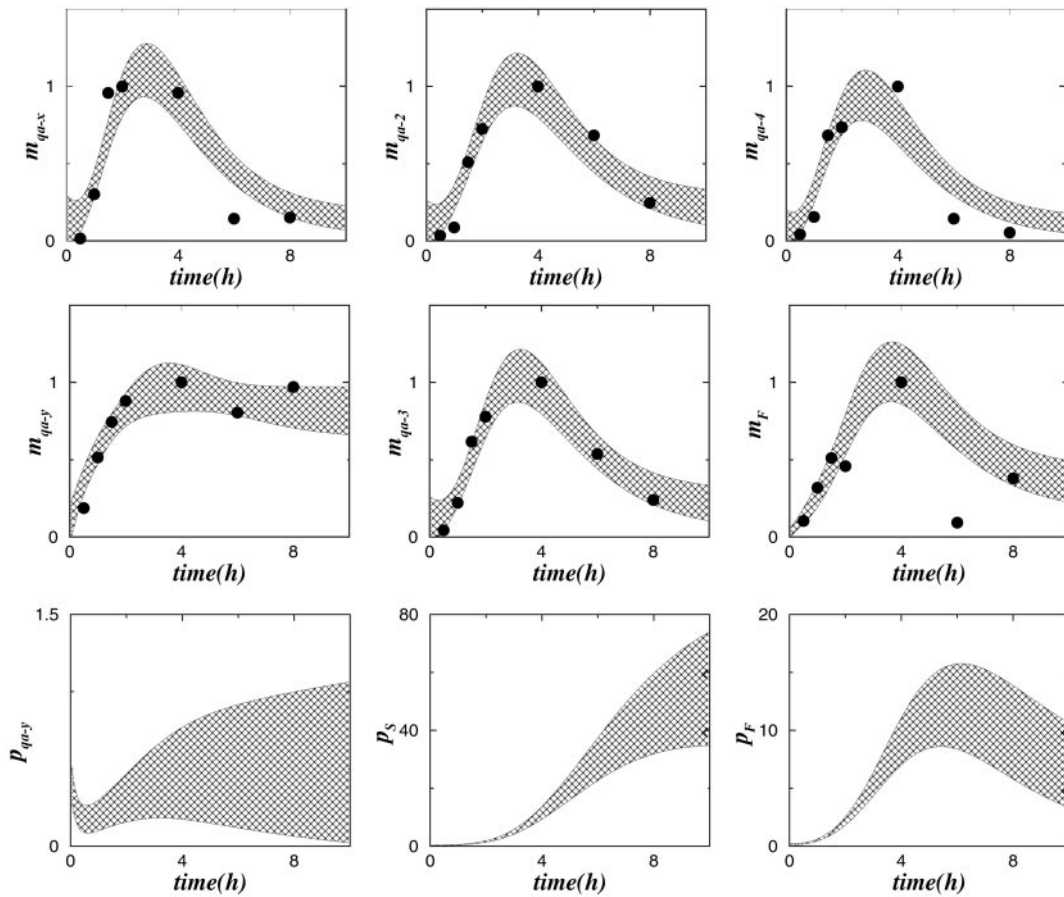 1
0
m_qa-x
0 4 8
time(h)
1
0
m_qa-2
0 4 8
time(h)
1
0
m_qa-4
0 4 8
time(h)
1
0
m_qa-y
0 4 8
time(h)
1
0
m_qa-3
0 4 8
time(h)
1
0
m_F
0 4 8
time(h)
1.5
0
p_qa-y
0 4 8
time(h)
80
40
0
p_S
0 4 8
time(h)
20
10
0
p_F
0 4 8
time(h)